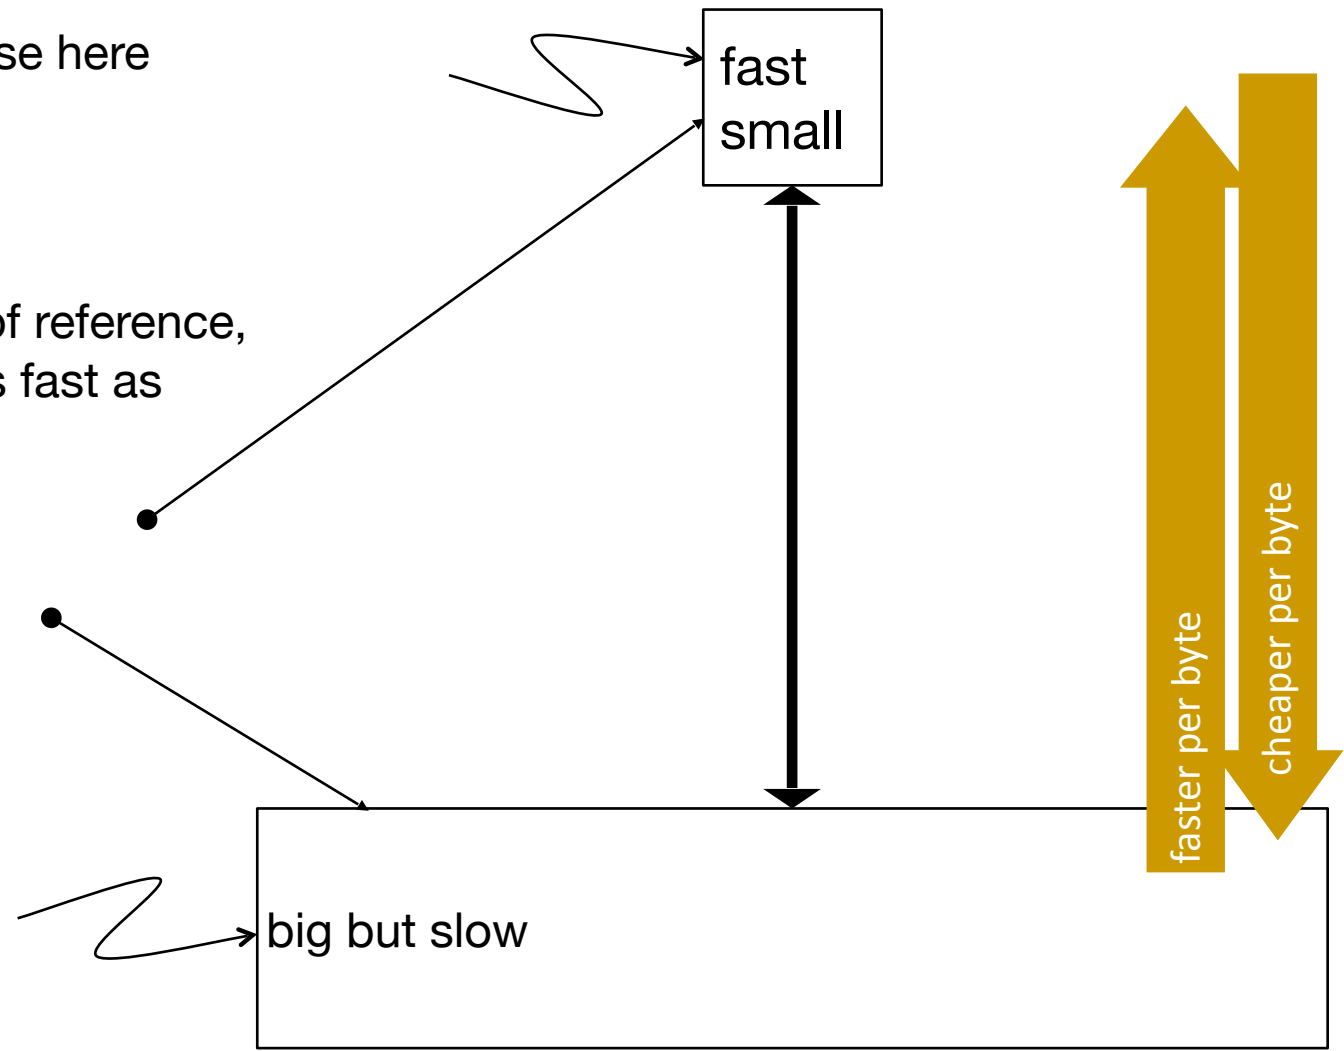 se here
fast
small
of reference,
s fast as
faster per byte
cheaper per byte
big but slow